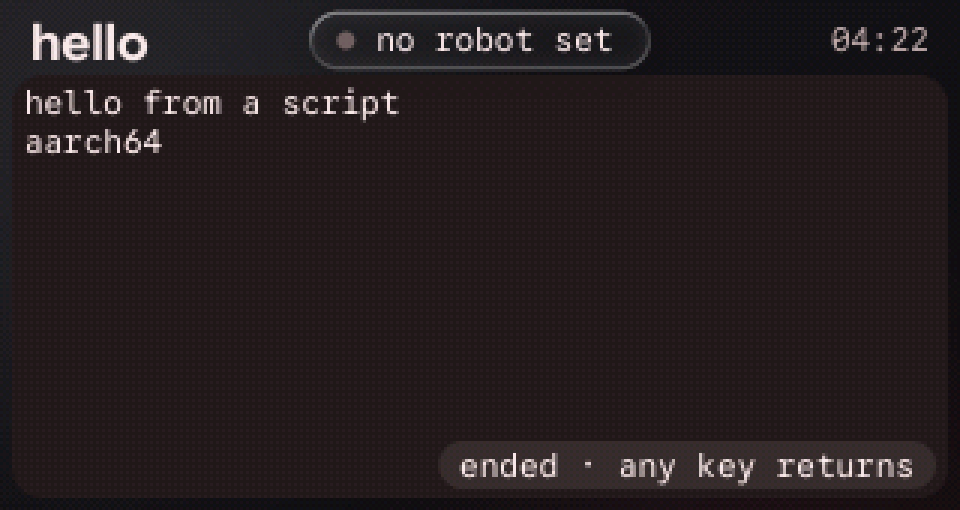 hello
no robot set
04:22
hello from a script
aarch64
ended · any key returns